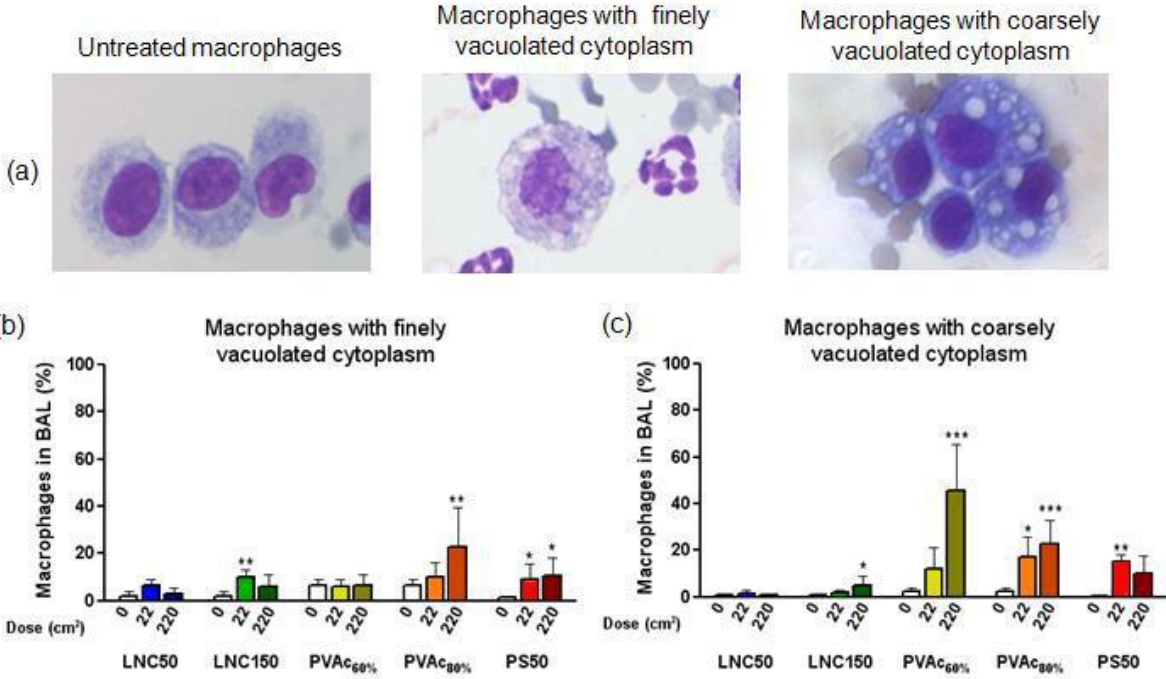 Untreated macrophages
Macrophages with finely
vacuolated cytoplasm
Macrophages with coarsely
vacuolated cytoplasm
(a)
(b)
Macrophages with finely
vacuolated cytoplasm
Macrophages in BAL (%)
100
80
60
40
20
0
** ** * *
Dose (cm²) 0 22 220 0 22 220 0 22 220 0 22 220 0 22 220
LNC50 LNC150 PVAc60% PVAc80% PS50
(c)
Macrophages with coarsely
vacuolated cytoplasm
Macrophages in BAL (%)
100
80
60
40
20
0
* *** * *** **
Dose (cm²) 0 22 220 0 22 220 0 22 220 0 22 220 0 22 220
LNC50 LNC150 PVAc60% PVAc80% PS50